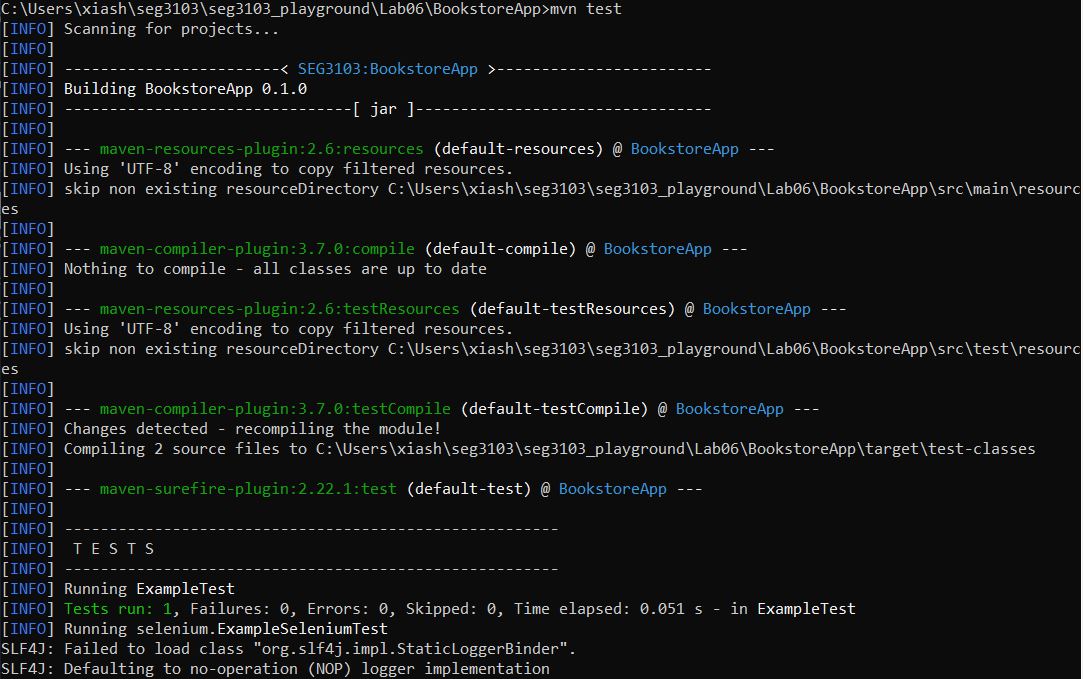 C:\Users\xiash\seg3103\seg3103_playground\Lab06\BookstoreApp>mvn test
[INFO] Scanning for projects...
[INFO]
[INFO] ------------------------< SEG3103:BookstoreApp >------------------------
[INFO] Building BookstoreApp 0.1.0
[INFO] --------------------------------[ jar ]---------------------------------
[INFO]
[INFO] --- maven-resources-plugin:2.6:resources (default-resources) @ BookstoreApp ---
[INFO] Using 'UTF-8' encoding to copy filtered resources.
[INFO] skip non existing resourceDirectory C:\Users\xiash\seg3103\seg3103_playground\Lab06\BookstoreApp\src\main\resourc
es
[INFO]
[INFO] --- maven-compiler-plugin:3.7.0:compile (default-compile) @ BookstoreApp ---
[INFO] Nothing to compile - all classes are up to date
[INFO]
[INFO] --- maven-resources-plugin:2.6:testResources (default-testResources) @ BookstoreApp ---
[INFO] Using 'UTF-8' encoding to copy filtered resources.
[INFO] skip non existing resourceDirectory C:\Users\xiash\seg3103\seg3103_playground\Lab06\BookstoreApp\src\test\resourc
es
[INFO]
[INFO] --- maven-compiler-plugin:3.7.0:testCompile (default-testCompile) @ BookstoreApp ---
[INFO] Changes detected - recompiling the module!
[INFO] Compiling 2 source files to C:\Users\xiash\seg3103\seg3103_playground\Lab06\BookstoreApp\target\test-classes
[INFO]
[INFO] --- maven-surefire-plugin:2.22.1:test (default-test) @ BookstoreApp ---
[INFO]
[INFO] -------------------------------------------------------
[INFO]  T E S T S
[INFO] -------------------------------------------------------
[INFO] Running ExampleTest
[INFO] Tests run: 1, Failures: 0, Errors: 0, Skipped: 0, Time elapsed: 0.051 s - in ExampleTest
[INFO] Running selenium.ExampleSeleniumTest
SLF4J: Failed to load class "org.slf4j.impl.StaticLoggerBinder".
SLF4J: Defaulting to no-operation (NOP) logger implementation